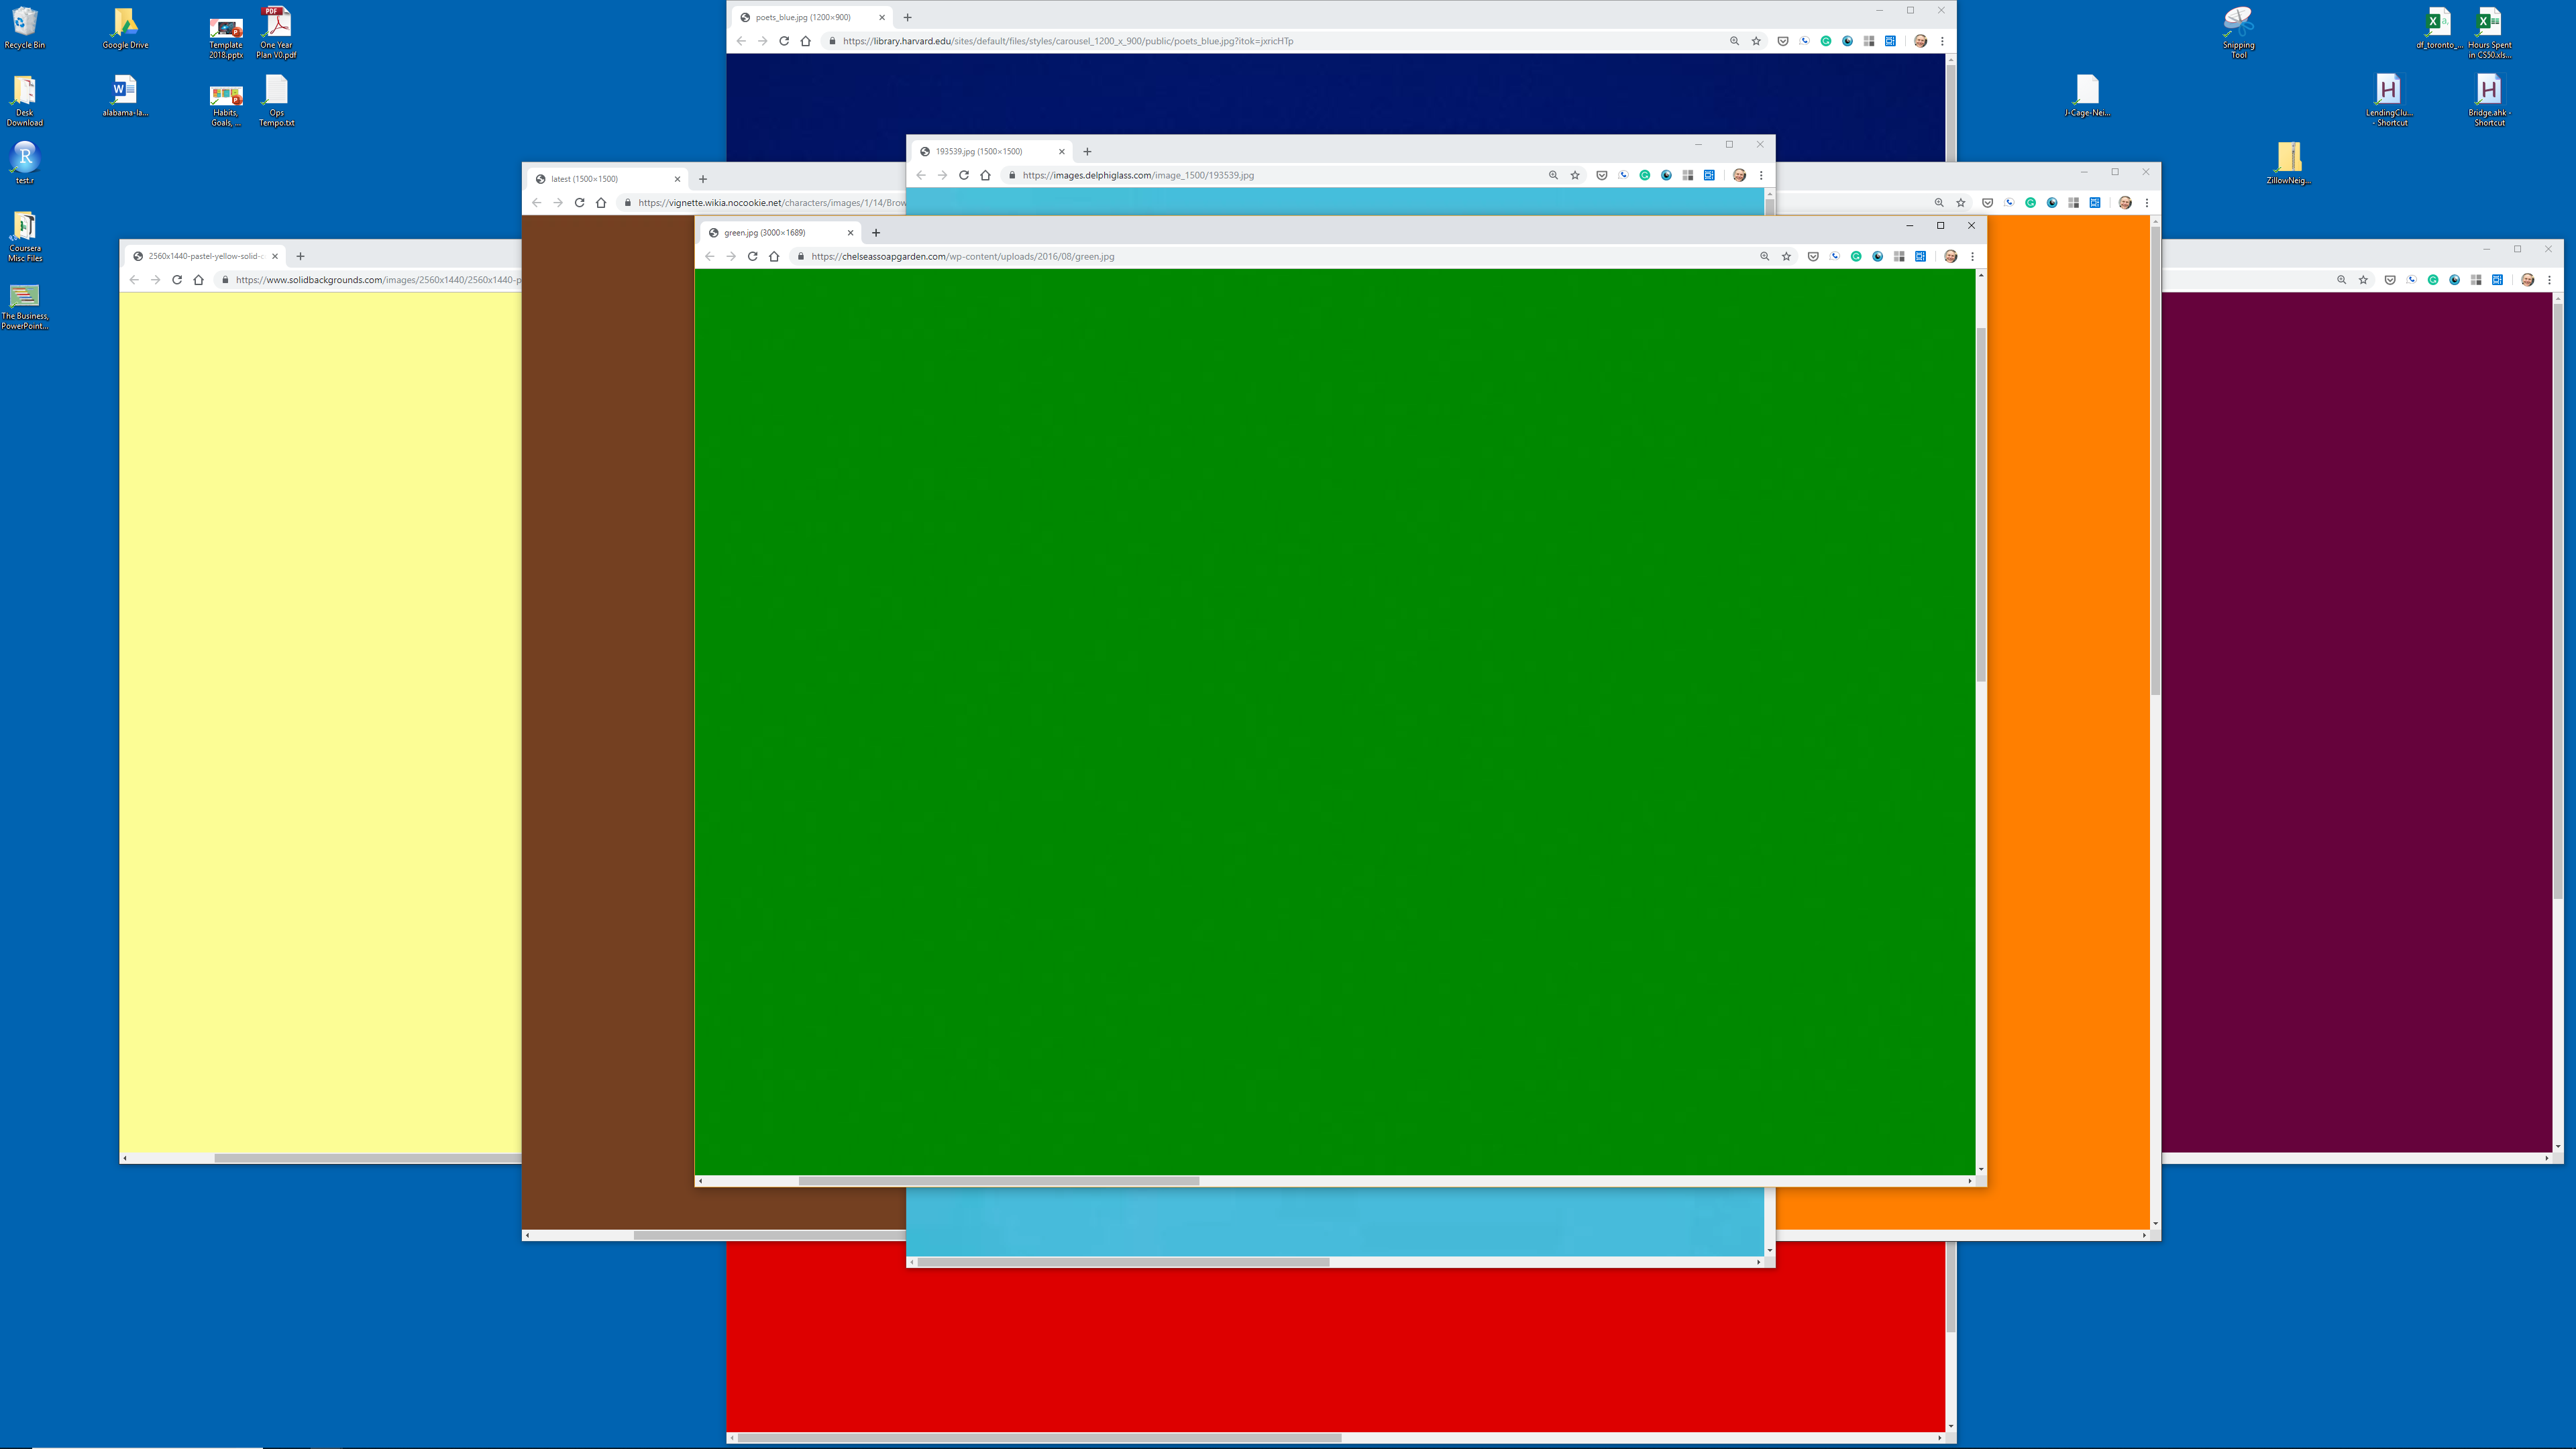 Recycle Bin
Google Drive
Template
2018.pptx
One Year
Plan V0.pdf
Desk
Download
alabama-la...
Habits,
Goals, ...
Ops
Tempo.txt
test.r
Coursera
Misc Files
The Business,
PowerPoint...
poets_blue.jpg (1200×900)
https://library.harvard.edu/sites/default/files/styles/carousel_1200_x_900/public/poets_blue.jpg?itok=jxricHTp
193539.jpg (1500×1500)
https://images.delphiglass.com/image_1500/193539.jpg
latest (1500×1500)
https://vignette.wikia.nocookie.net/characters/images/1/14/Brow
green.jpg (3000×1689)
https://chelseassoapgarden.com/wp-content/uploads/2016/08/green.jpg
2560x1440-pastel-yellow-solid-c
https://www.solidbackgrounds.com/images/2560x1440/2560x1440-p
Snipping
Tool
df_toronto_...
Hours Spent
in CS50.xls...
J-Cage-Nei...
LendingClu...
- Shortcut
Bridge.ahk -
Shortcut
ZillowNeig...